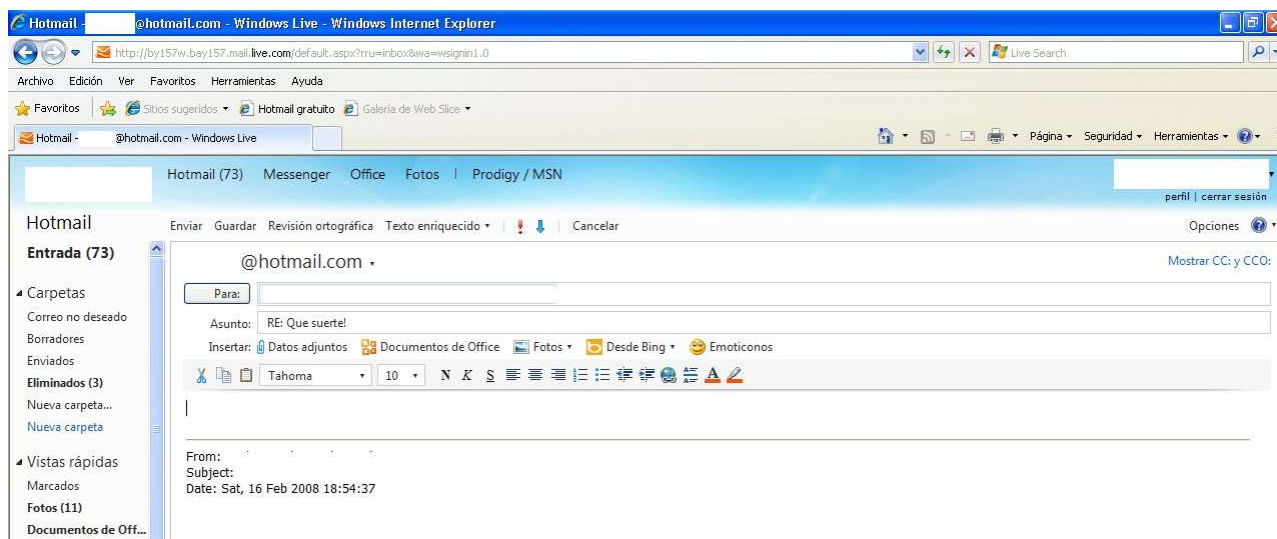 Hotmail - @hotmail.com - Windows Live - Windows Internet Explorer
http://by157w.bay157.mail.live.com/default.aspx?rru=inbox&wa=wsignin1.0 Live Search
Archivo Edición Ver Favoritos Herramientas Ayuda
Favoritos Sitios sugeridos Hotmail gratuito Galería de Web Slice
Hotmail - @hotmail.com - Windows Live Página Seguridad Herramientas
Hotmail (73) Messenger Office Fotos | Prodigy / MSN
perfil | cerrar sesión
Hotmail Enviar Guardar Revisión ortográfica Texto enriquecido | | Cancelar Opciones
Entrada (73) @hotmail.com Mostrar CC: y CCO:
Carpetas Para:
Correo no deseado Asunto: RE: Que suerte!
Borradores Insertar: Datos adjuntos Documentos de Office Fotos Desde Bing Emoticonos
Enviados
Eliminados (3) Tahoma 10 N K S A
Nueva carpeta...
Nueva carpeta
Vistas rápidas From:
Subject:
Marcados Date: Sat, 16 Feb 2008 18:54:37
Fotos (11)
Documentos de Off...